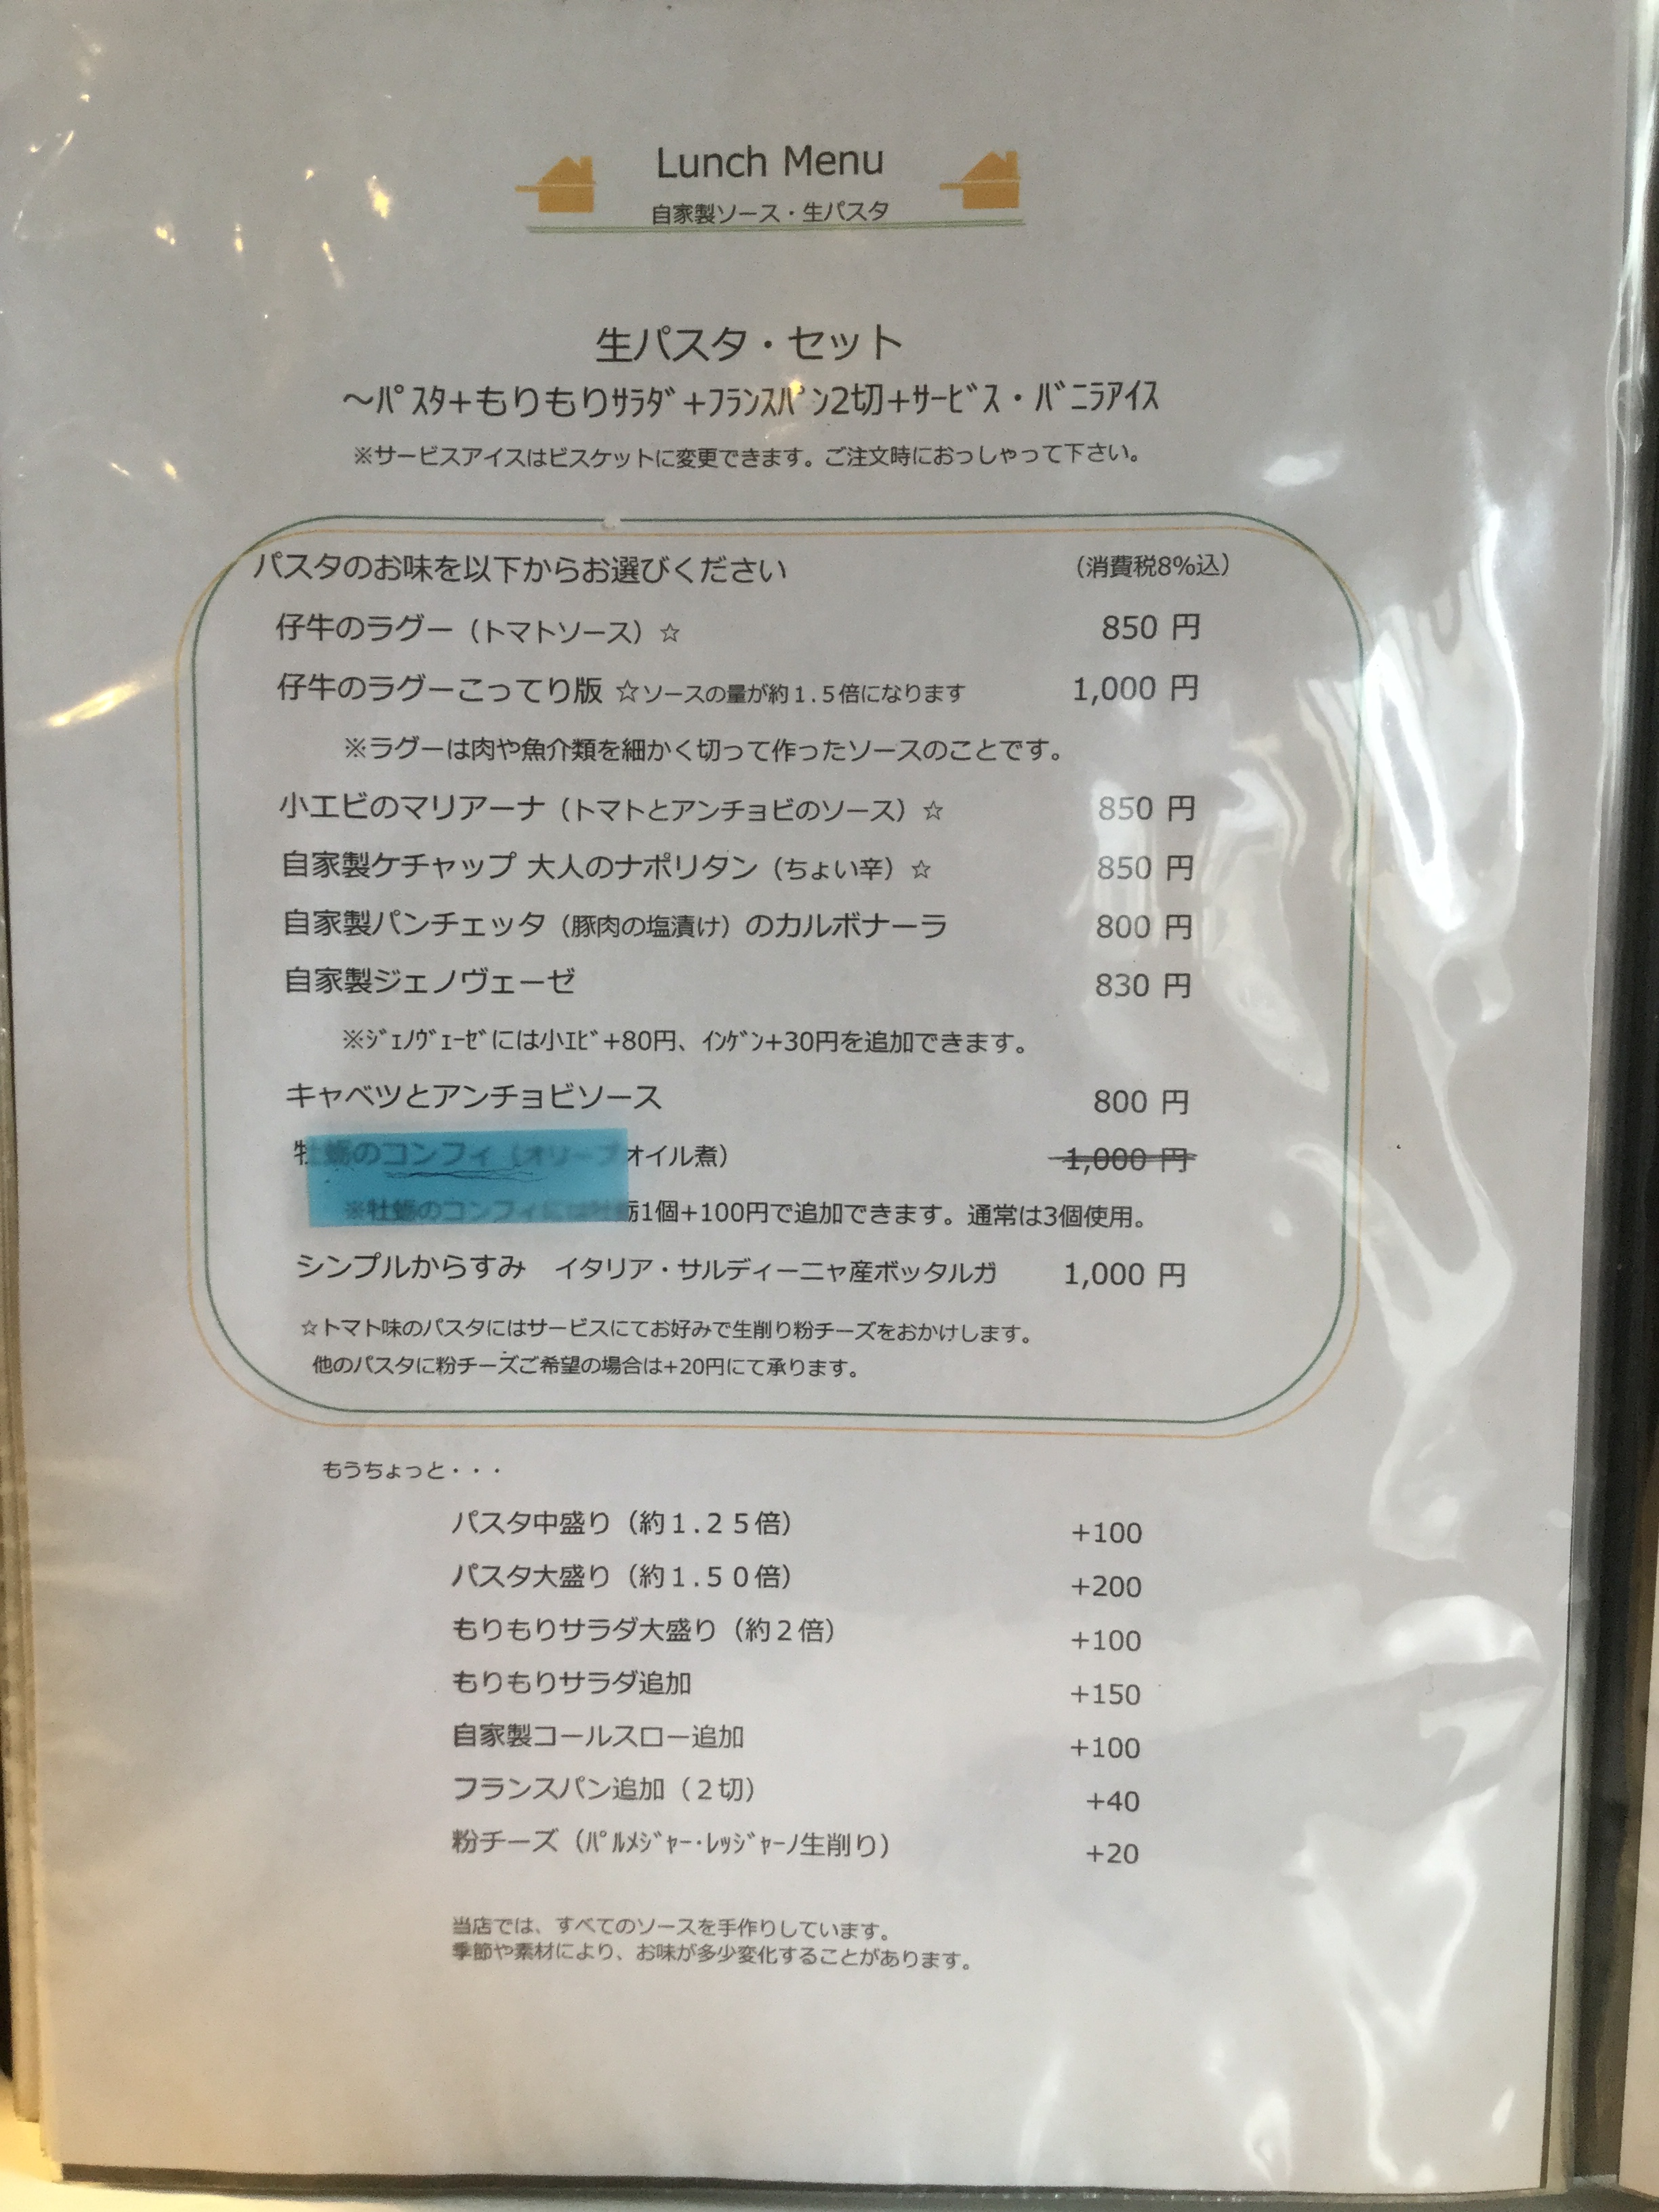 Lunch Menu
自家製ソース・生パスタ
生パスタ・セット
～ﾊﾟｽﾀ+もりもりｻﾗﾀﾞ+ﾌﾗﾝｽﾊﾟﾝ2切+ｻｰﾋﾞｽ・ﾊﾞﾆﾗｱｲｽ
※サービスアイスはビスケットに変更できます。ご注文時におっしゃって下さい。
パスタのお味を以下からお選びください （消費税8%込）
仔牛のラグー（トマトソース）☆ 850 円
仔牛のラグーこってり版 ☆ソースの量が約１.５倍になります 1,000 円
※ラグーは肉や魚介類を細かく切って作ったソースのことです。
小エビのマリアーナ（トマトとアンチョビのソース）☆ 850 円
自家製ケチャップ 大人のナポリタン（ちょい辛）☆ 850 円
自家製パンチェッタ（豚肉の塩漬け）のカルボナーラ 800 円
自家製ジェノヴェーゼ 830 円
※ｼﾞｪﾉｳﾞｪｰｾﾞには小ｴﾋﾞ+80円、ｲﾝｹﾞﾝ+30円を追加できます。
キャベツとアンチョビソース 800 円
牡蛎のコンフィ（オリーブオイル煮） 1,000 円
※牡蛎のコンフィには牡蛎1個+100円で追加できます。通常は3個使用。
シンプルからすみ　イタリア・サルディーニャ産ボッタルガ 1,000 円
☆トマト味のパスタにはサービスにてお好みで生削り粉チーズをおかけします。
他のパスタに粉チーズご希望の場合は+20円にて承ります。
もうちょっと・・・
パスタ中盛り（約１.２５倍） +100
パスタ大盛り（約１.５０倍） +200
もりもりサラダ大盛り（約２倍） +100
もりもりサラダ追加 +150
自家製コールスロー追加 +100
フランスパン追加（２切） +40
粉チーズ（ﾊﾟﾙﾒｼﾞｬｰﾉ･ﾚｯｼﾞｬｰﾉ生削り） +20
当店では、すべてのソースを手作りしています。
季節や素材により、お味が多少変化することがあります。